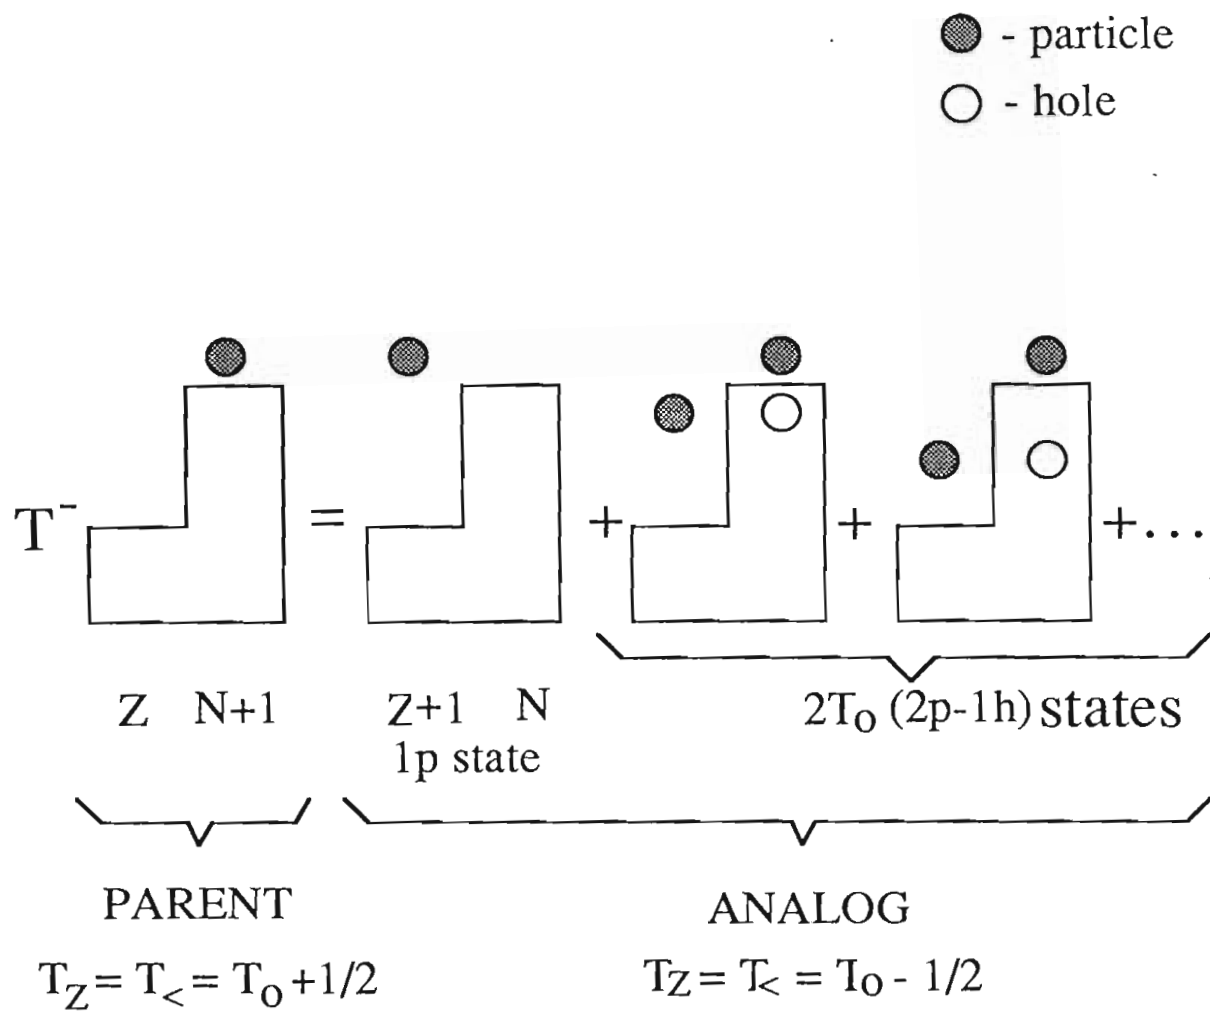 - particle
- hole
T⁻ = + + +...
Z N+1 Z+1 N 2T₀ (2p-1h) states
1p state
PARENT ANALOG
T_Z = T_< = T₀ + 1/2 T_Z = T_< = T₀ - 1/2